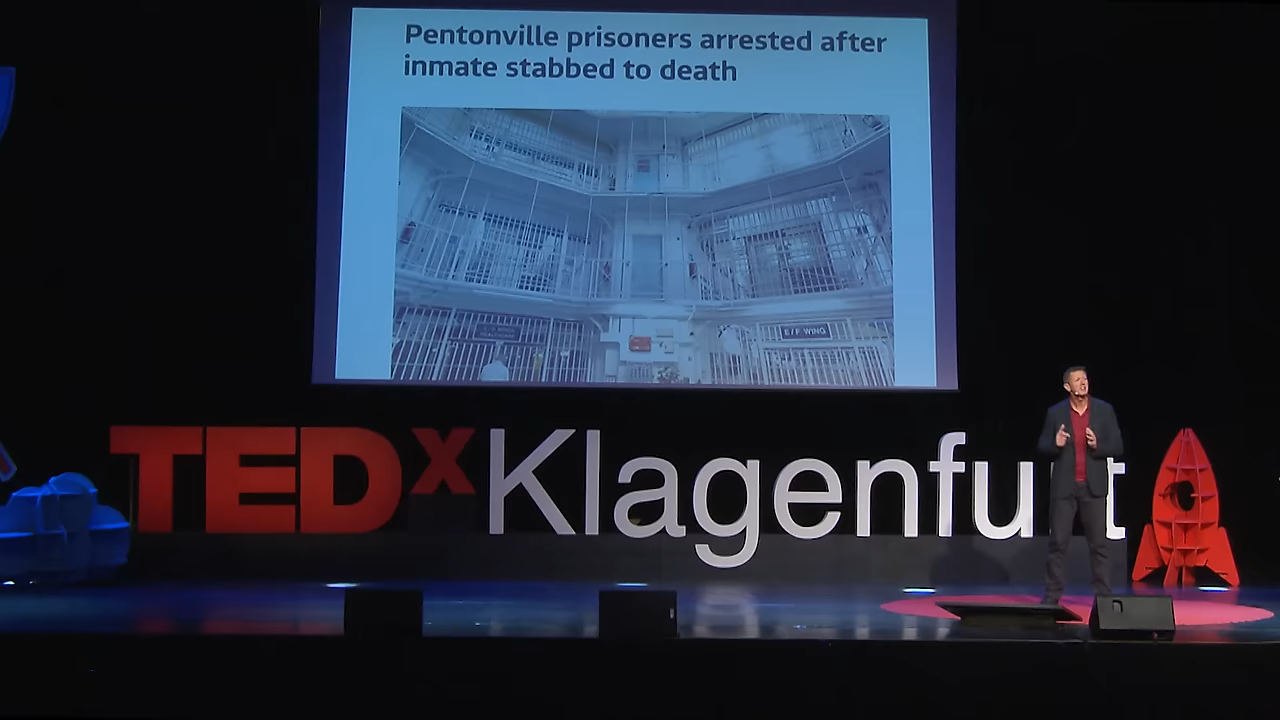 Pentonville prisoners arrested after
inmate stabbed to death
E/F WING
TEDxKlagenfu t